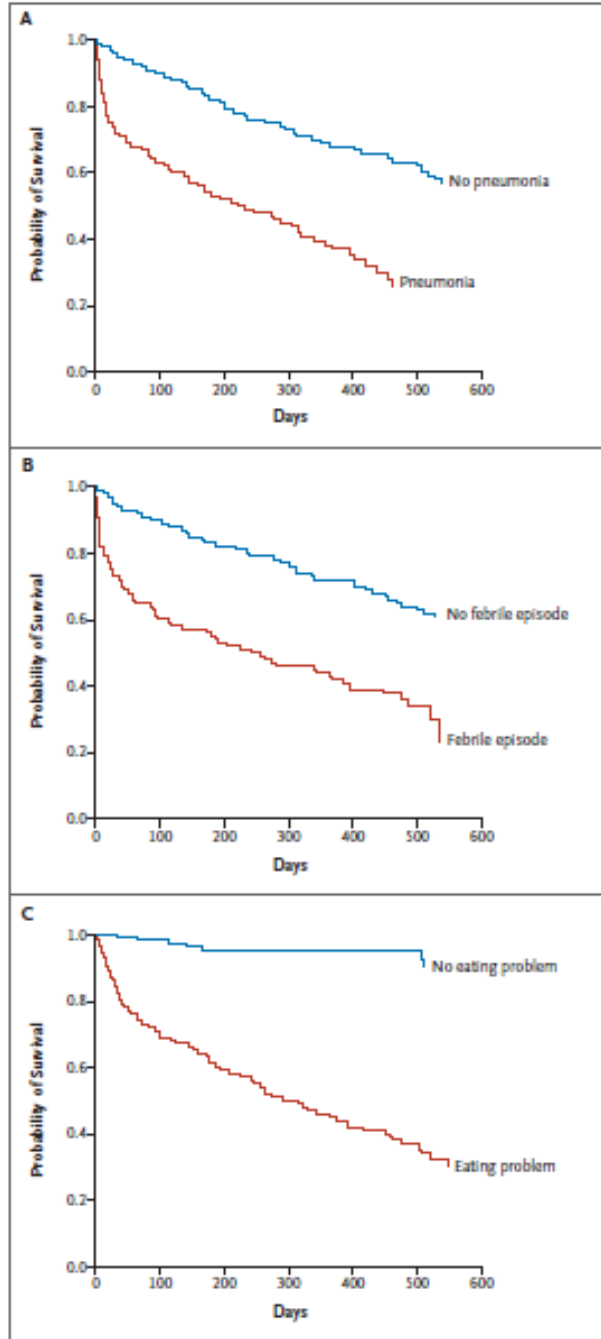 A
1.0
0.8
0.6
0.4
0.2
0.0
Probability of Survival
No pneumonia
Pneumonia
0 100 200 300 400 500 600
Days
B
1.0
0.8
0.6
0.4
0.2
0.0
Probability of Survival
No febrile episode
Febrile episode
0 100 200 300 400 500 600
Days
C
1.0
0.8
0.6
0.4
0.2
0.0
Probability of Survival
No eating problem
Eating problem
0 100 200 300 400 500 600
Days